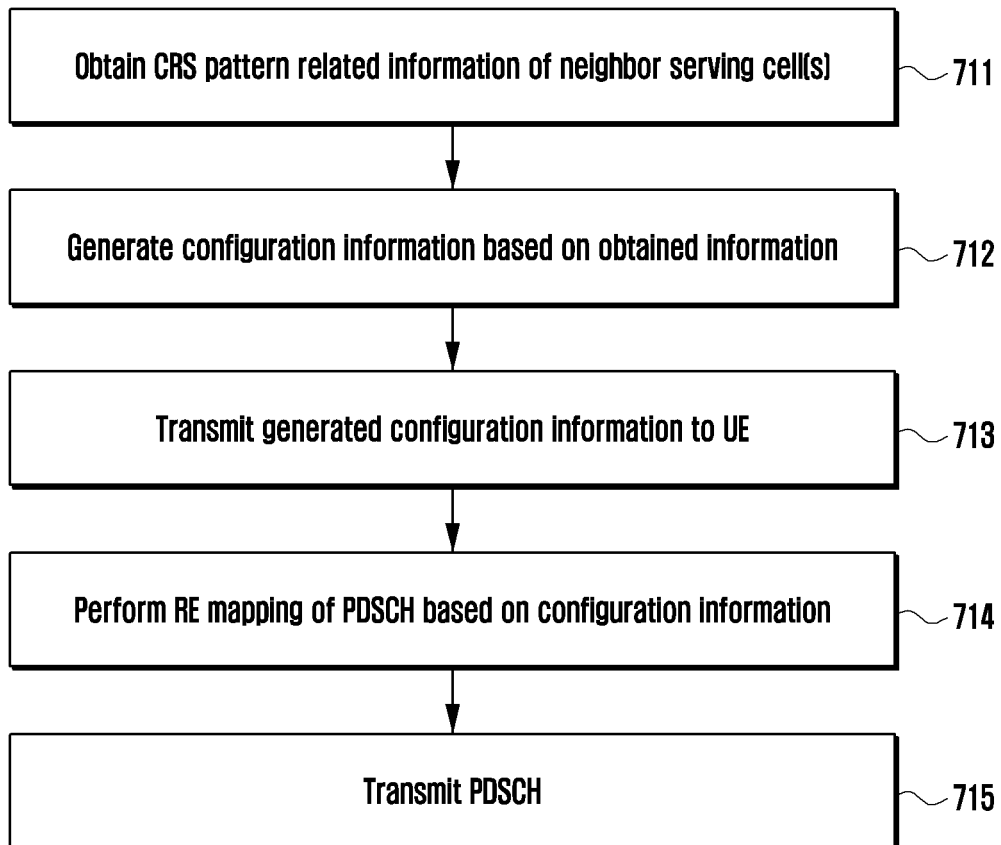 Obtain CRS pattern related information of neighbor serving cell(s)
711
Generate configuration information based on obtained information
712
Transmit generated configuration information to UE
713
Perform RE mapping of PDSCH based on configuration information
714
Transmit PDSCH
715